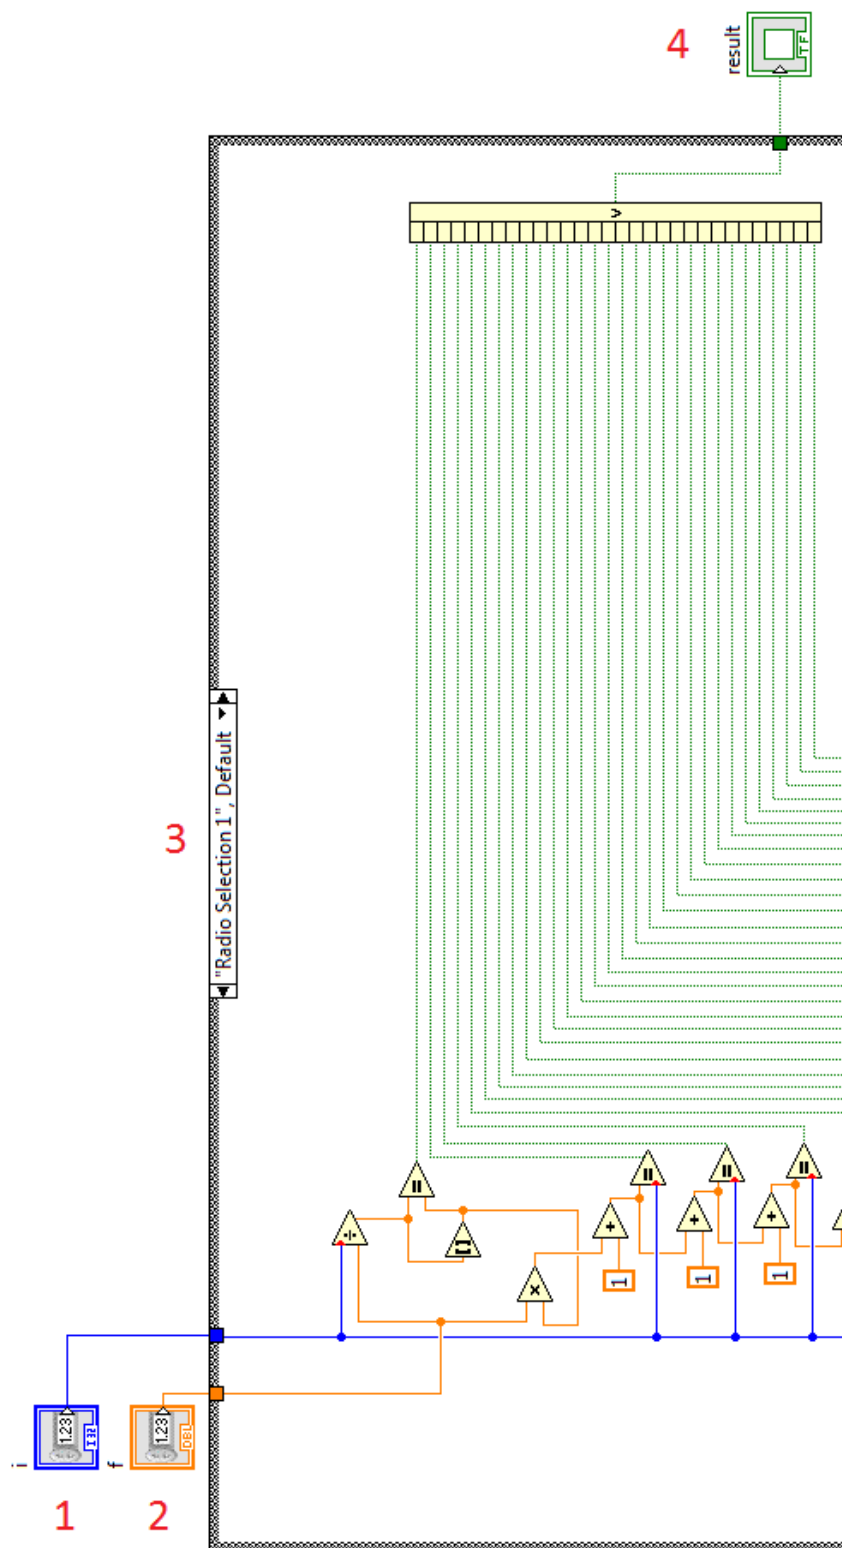 4
result
TF
3
"Radio Selection 1", Default
÷
=
[ ]
x
+
=
1
+
=
1
+
=
1
i
1.23
I32
f
1.23
DBL
1
2